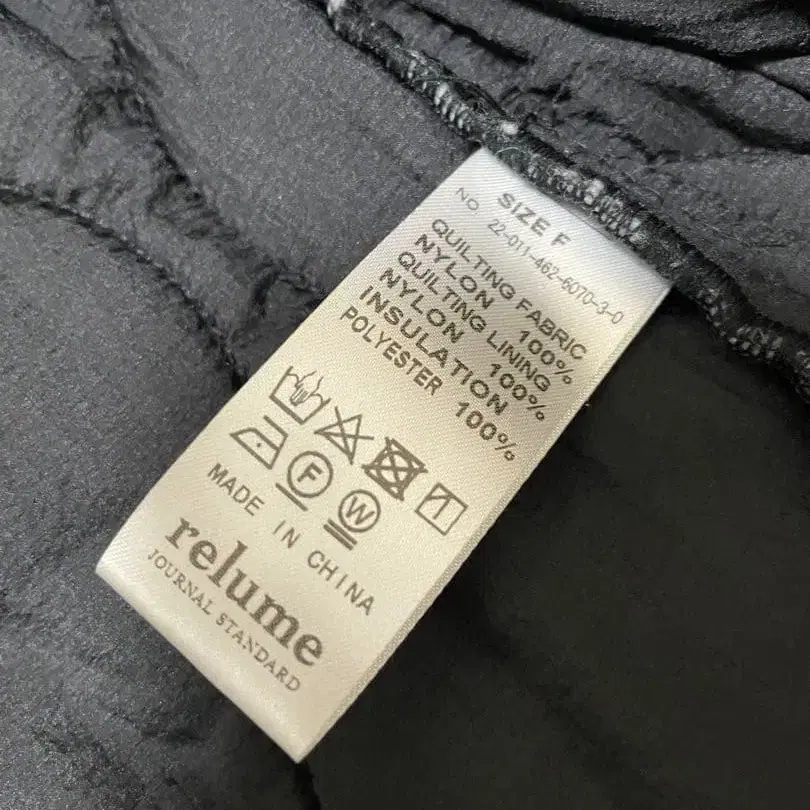 SIZE F
NO 22-011-462-6070-3-0
QUILTING FABRIC
NYLON 100%
QUILTING LINING
NYLON 100%
INSULATION
POLYESTER 100%
F
W
MADE IN CHINA
relume
JOURNAL STANDARD